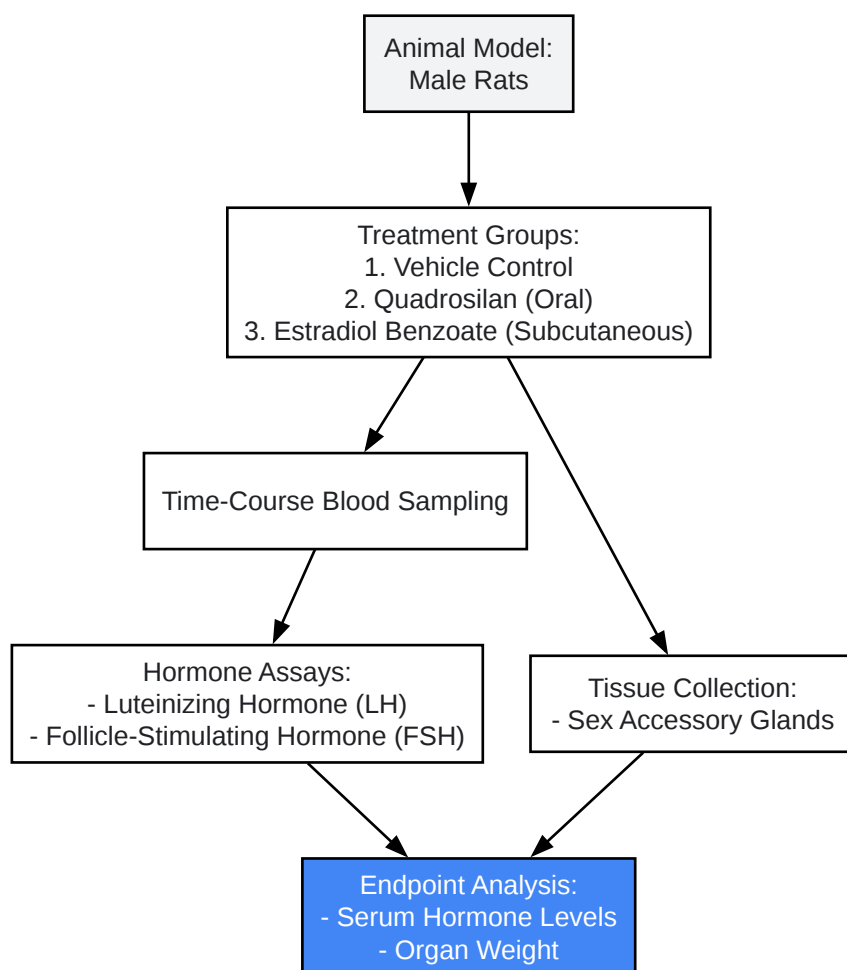 Animal Model:
Male Rats
Treatment Groups:
1. Vehicle Control
2. Quadrosilan (Oral)
3. Estradiol Benzoate (Subcutaneous)
Time-Course Blood Sampling
Hormone Assays:
- Luteinizing Hormone (LH)
- Follicle-Stimulating Hormone (FSH)
Tissue Collection:
- Sex Accessory Glands
Endpoint Analysis:
- Serum Hormone Levels
- Organ Weight